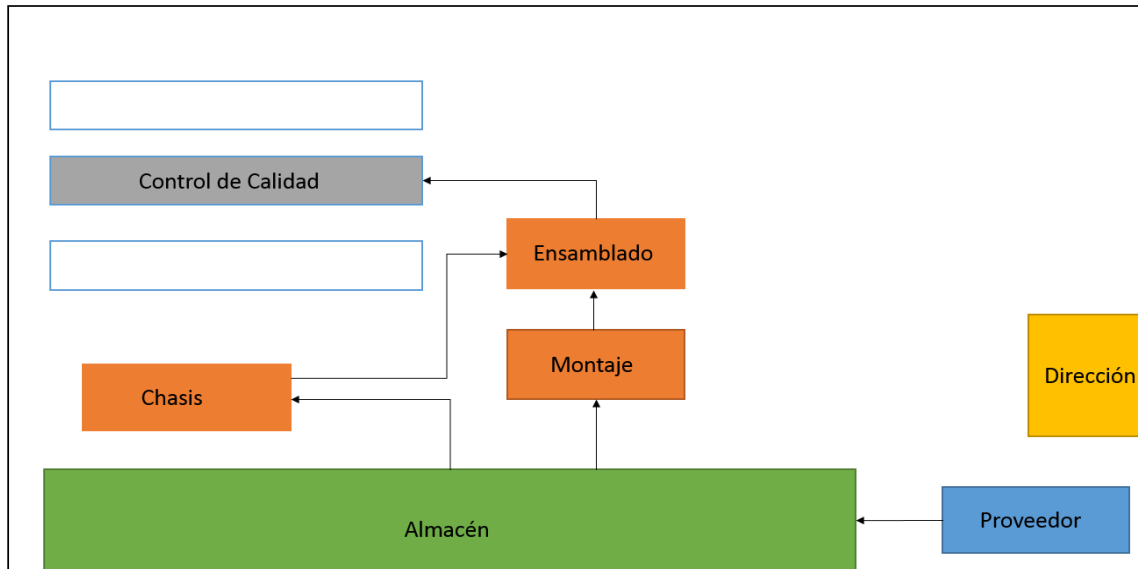 Control de Calidad
Ensamblado
Montaje
Chasis
Dirección
Almacén
Proveedor